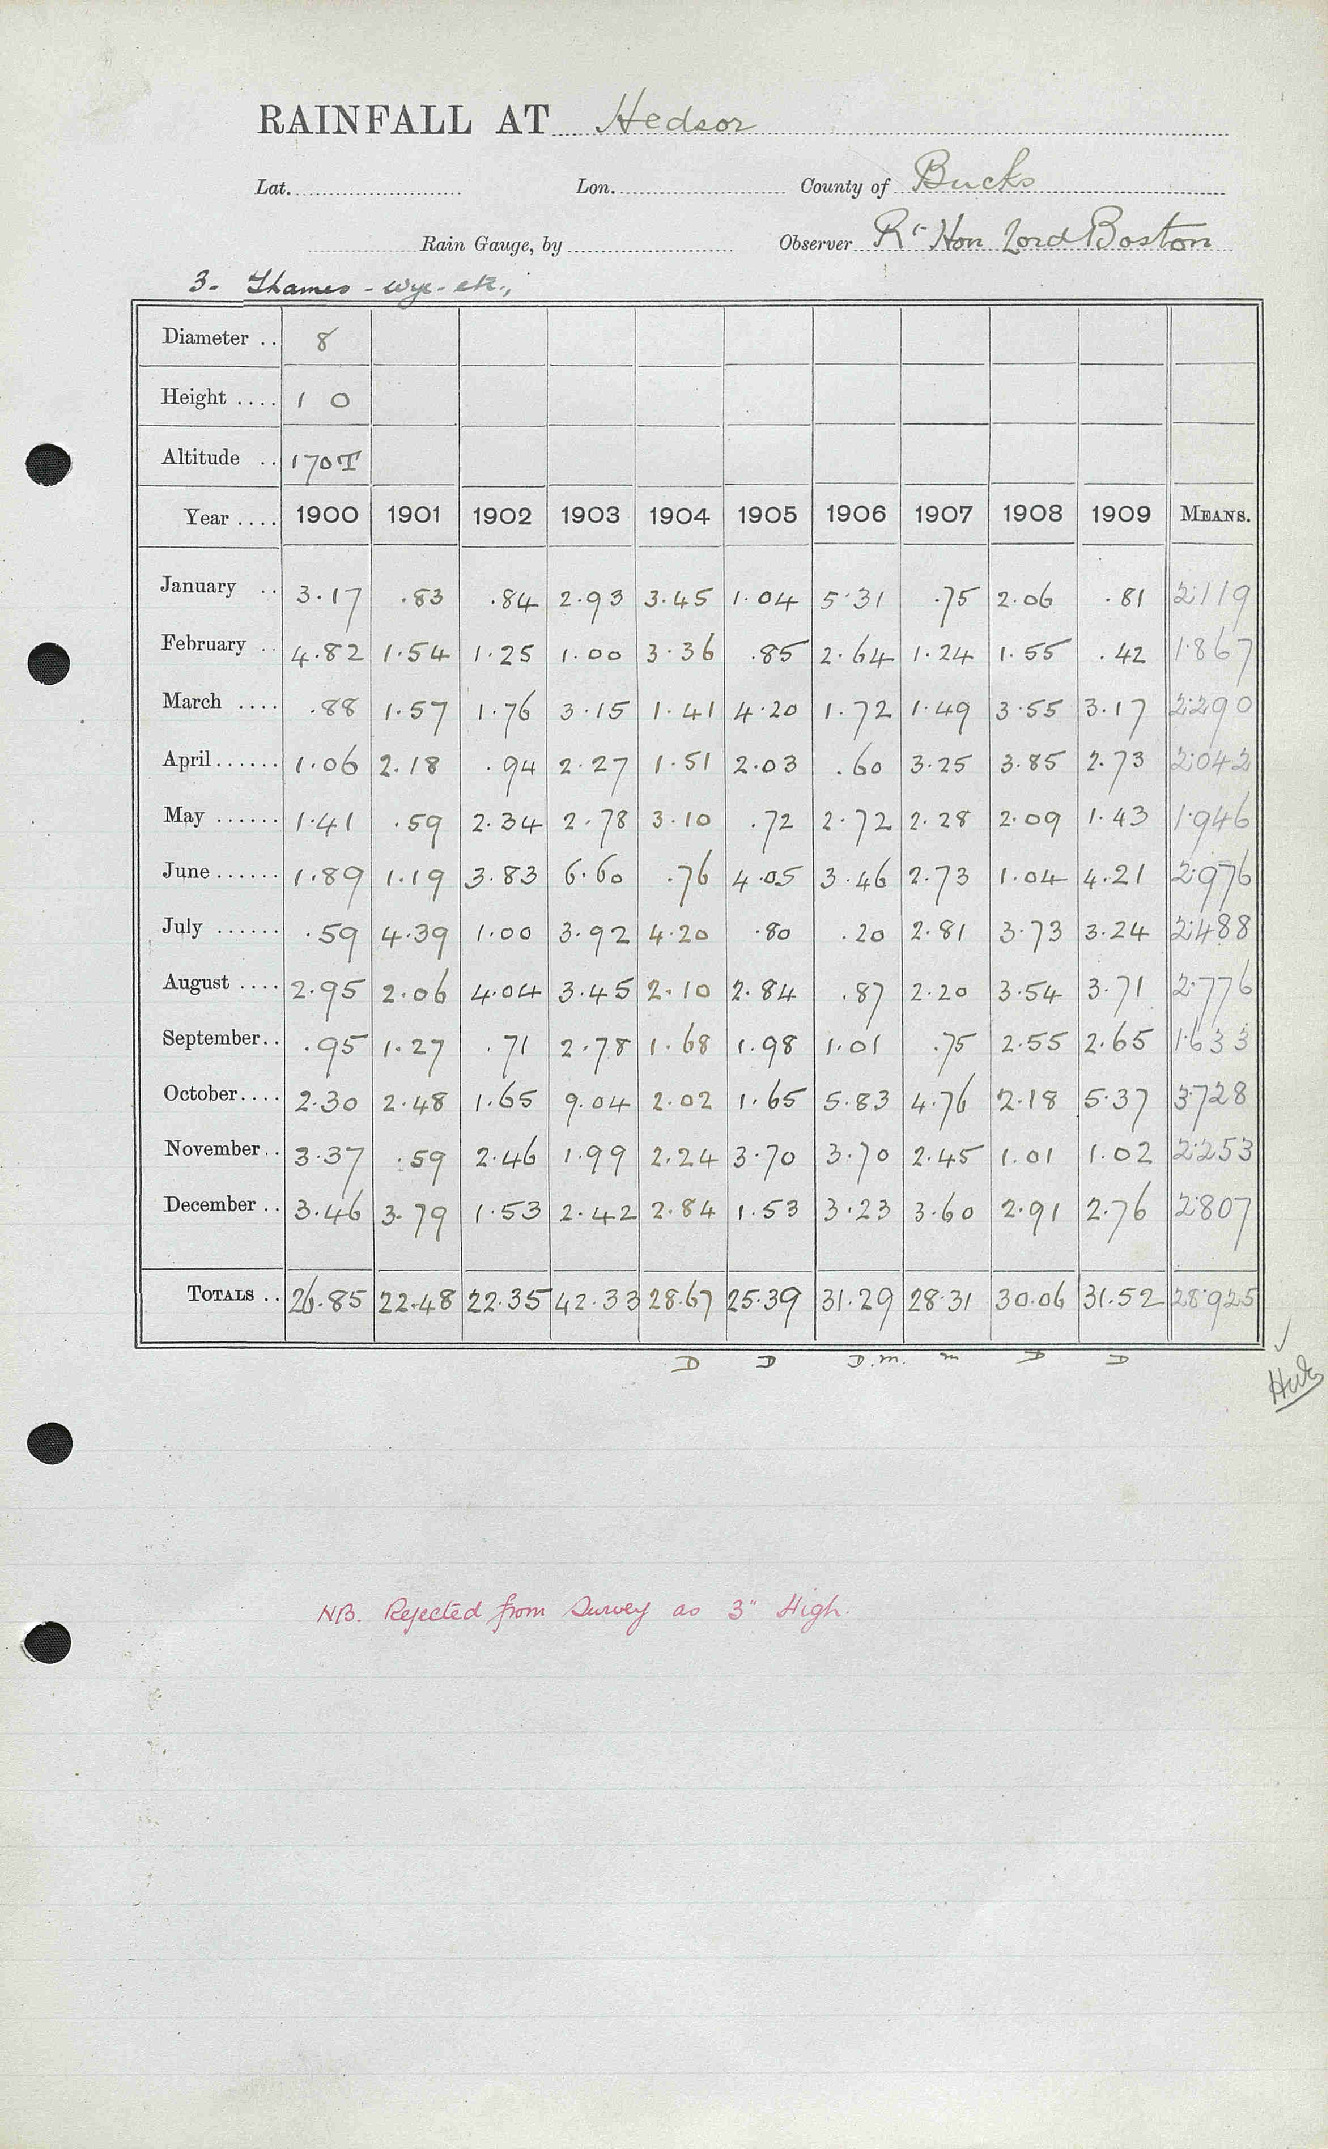 RAINFALL AT Hedsor
Lat. Lon. County of Bucks
Rain Gauge, by Observer Rt Hon Lord Boston
3. Thames - Wye - etc.,
Diameter .. 8
Height .... 1 0
Altitude .. 170T
Year .... 1900 1901 1902 1903 1904 1905 1906 1907 1908 1909 MEANS.
January .. 3.17 .83 .84 2.93 3.45 1.04 5.31 .75 2.06 .81 2.119
February .. 4.82 1.54 1.25 1.00 3.36 .85 2.64 1.24 1.55 .42 1.867
March .... .88 1.57 1.76 3.15 1.41 4.20 1.72 1.49 3.55 3.17 2.290
April...... 1.06 2.18 .94 2.27 1.51 2.03 .60 3.25 3.85 2.73 2.042
May ...... 1.41 .59 2.34 2.78 3.10 .72 2.72 2.28 2.09 1.43 1.946
June...... 1.89 1.19 3.83 6.60 .76 4.05 3.46 2.73 1.04 4.21 2.976
July ...... .59 4.39 1.00 3.92 4.20 .80 .20 2.81 3.73 3.24 2.488
August .... 2.95 2.06 4.04 3.45 2.10 2.84 .87 2.20 3.54 3.71 2.776
September.. .95 1.27 .71 2.78 1.68 1.98 1.01 .75 2.55 2.65 1.633
October.... 2.30 2.48 1.65 9.04 2.02 1.65 5.83 4.76 2.18 5.37 3.728
November.. 3.37 .59 2.46 1.99 2.24 3.70 3.70 2.45 1.01 1.02 2.253
December .. 3.46 3.79 1.53 2.42 2.84 1.53 3.23 3.60 2.91 2.76 2.807
TOTALS .. 26.85 22.48 22.35 42.33 28.67 25.39 31.29 28.31 30.06 31.52 28.925
D D D.m. m D D
NB. Rejected from Survey as 3" High.